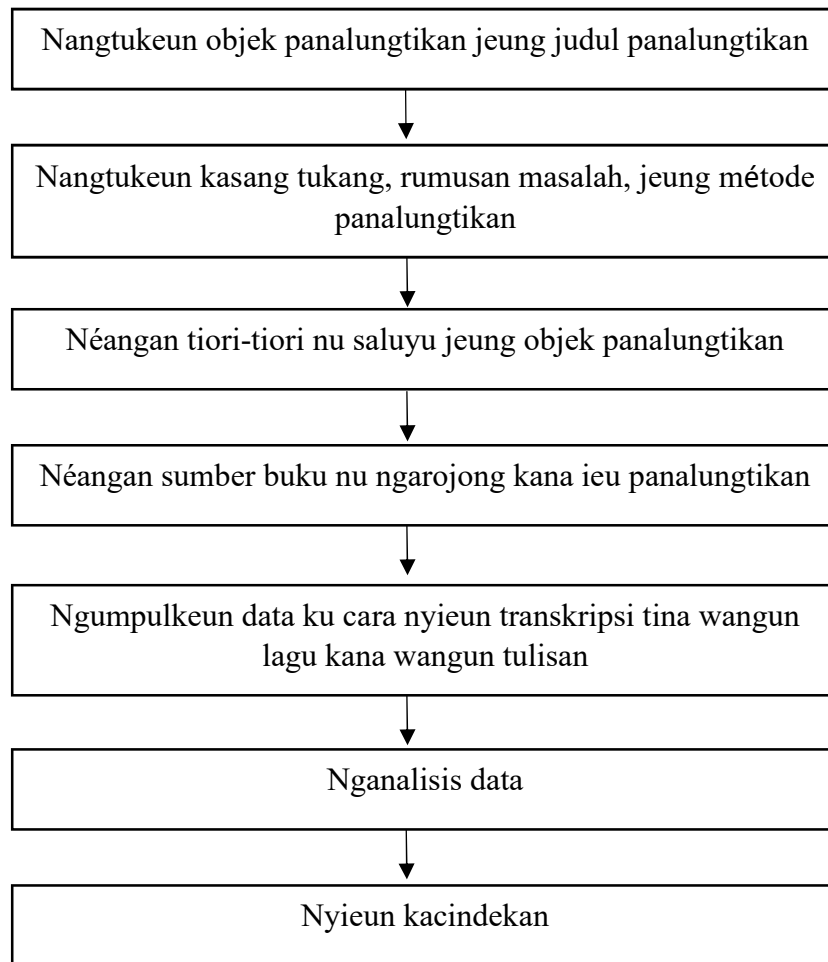 Nangtukeun objek panalungtikan jeung judul panalungtikan
Nangtukeun kasang tukang, rumusan masalah, jeung métode
panalungtikan
Néangan tiori-tiori nu saluyu jeung objek panalungtikan
Néangan sumber buku nu ngarojong kana ieu panalungtikan
Ngumpulkeun data ku cara nyieun transkripsi tina wangun
lagu kana wangun tulisan
Nganalisis data
Nyieun kacindekan